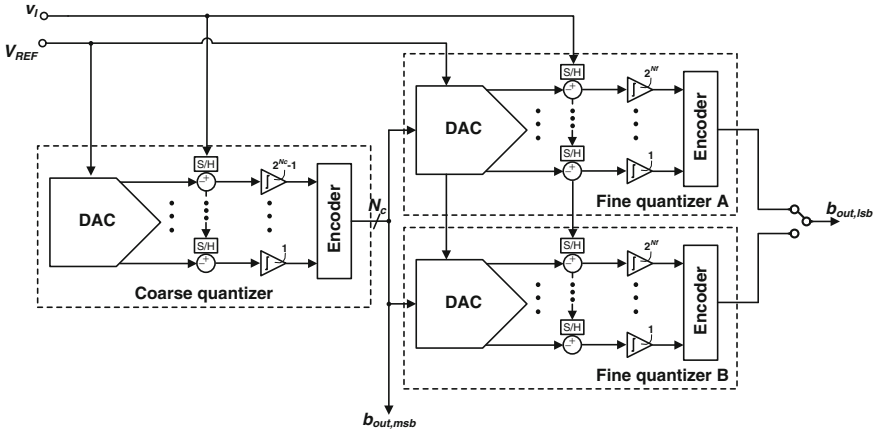 v_I
V_REF
S/H
2^Nf
DAC
Encoder
S/H
1
Fine quantizer A
S/H
2^Nc-1
DAC
Encoder
N_c
S/H
1
Coarse quantizer
b_out,lsb
S/H
2^Nf
DAC
Encoder
S/H
1
Fine quantizer B
b_out,msb